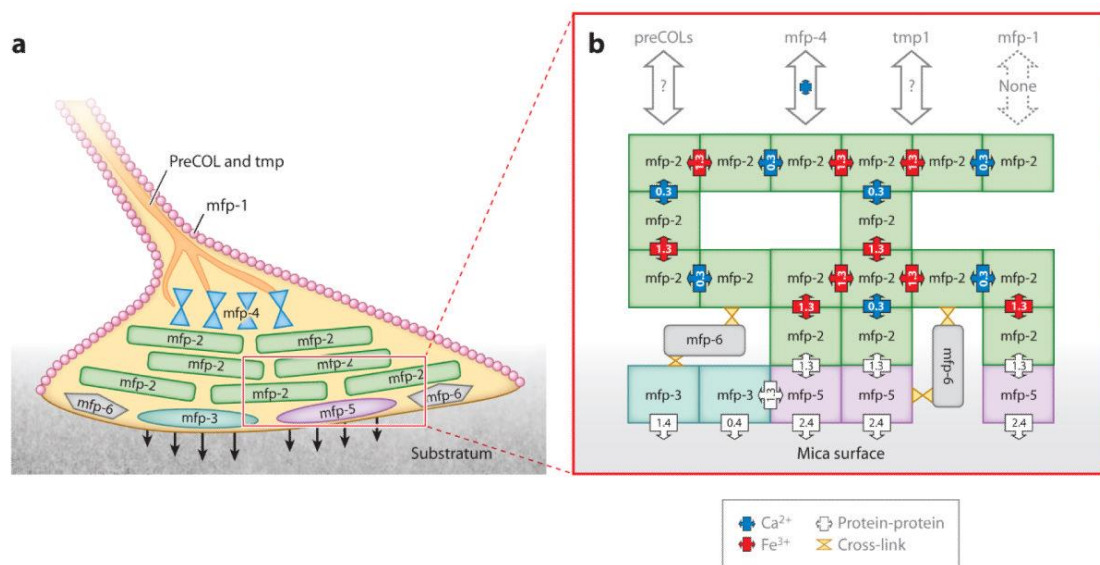 a
PreCOL and tmp
mfp-1
mfp-4
mfp-2 mfp-2
mfp-2 mfp-2
mfp-2 mfp-2 mfp-2
mfp-6 mfp-3 mfp-5 mfp-6
Substratum
b
preCOLs mfp-4 tmp1 mfp-1
? ? None
mfp-2 1.3 mfp-2 0.3 mfp-2 1.3 mfp-2 1.3 mfp-2 0.3 mfp-2
0.3 0.3
mfp-2 mfp-2
1.3 1.3
mfp-2 0.3 mfp-2 mfp-2 1.3 mfp-2 1.3 mfp-2 0.3 mfp-2
1.3 0.3 1.3
mfp-6 mfp-2 mfp-2 mfp-6 mfp-2
1.3 1.3 1.3
mfp-3 mfp-3 1.3 mfp-5 mfp-5 mfp-5
1.4 0.4 2.4 2.4 2.4
Mica surface
Ca2+ Protein-protein
Fe3+ Cross-link